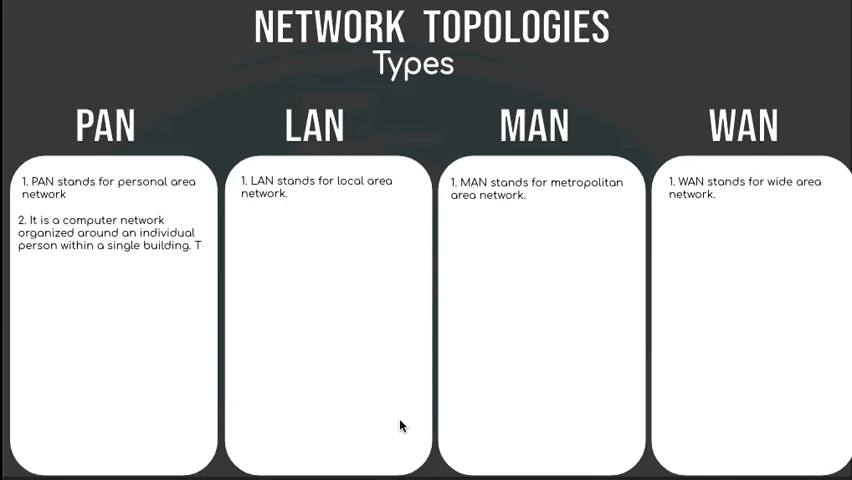 NETWORK TOPOLOGIES
Types
PAN
1. PAN stands for personal area
network
2. It is a computer network
organized around an individual
person within a single building. T
LAN
1. LAN stands for local area
network.
MAN
1. MAN stands for metropolitan
area network.
WAN
1. WAN stands for wide area
network.